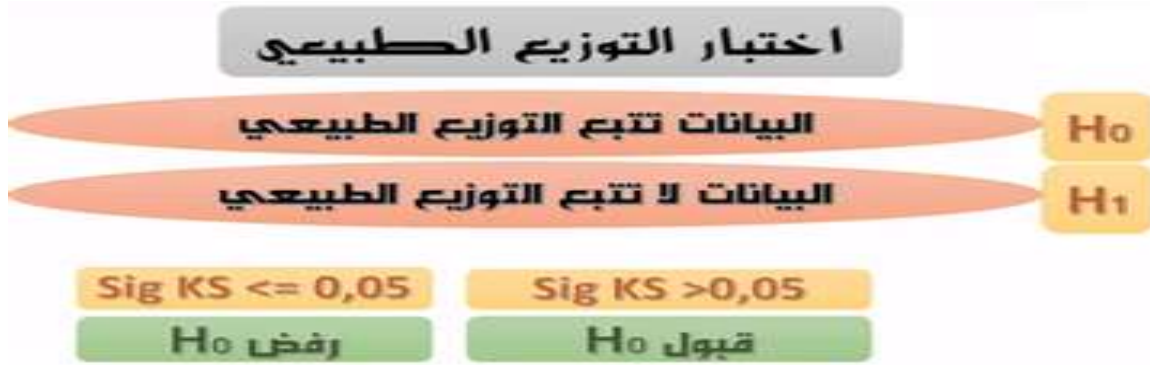 اختبار التوزيع الطبيعي
H0 البيانات تتبع التوزيع الطبيعي
H1 البيانات لا تتبع التوزيع الطبيعي
Sig KS >0,05 Sig KS <= 0,05
قبول H0 رفض H0